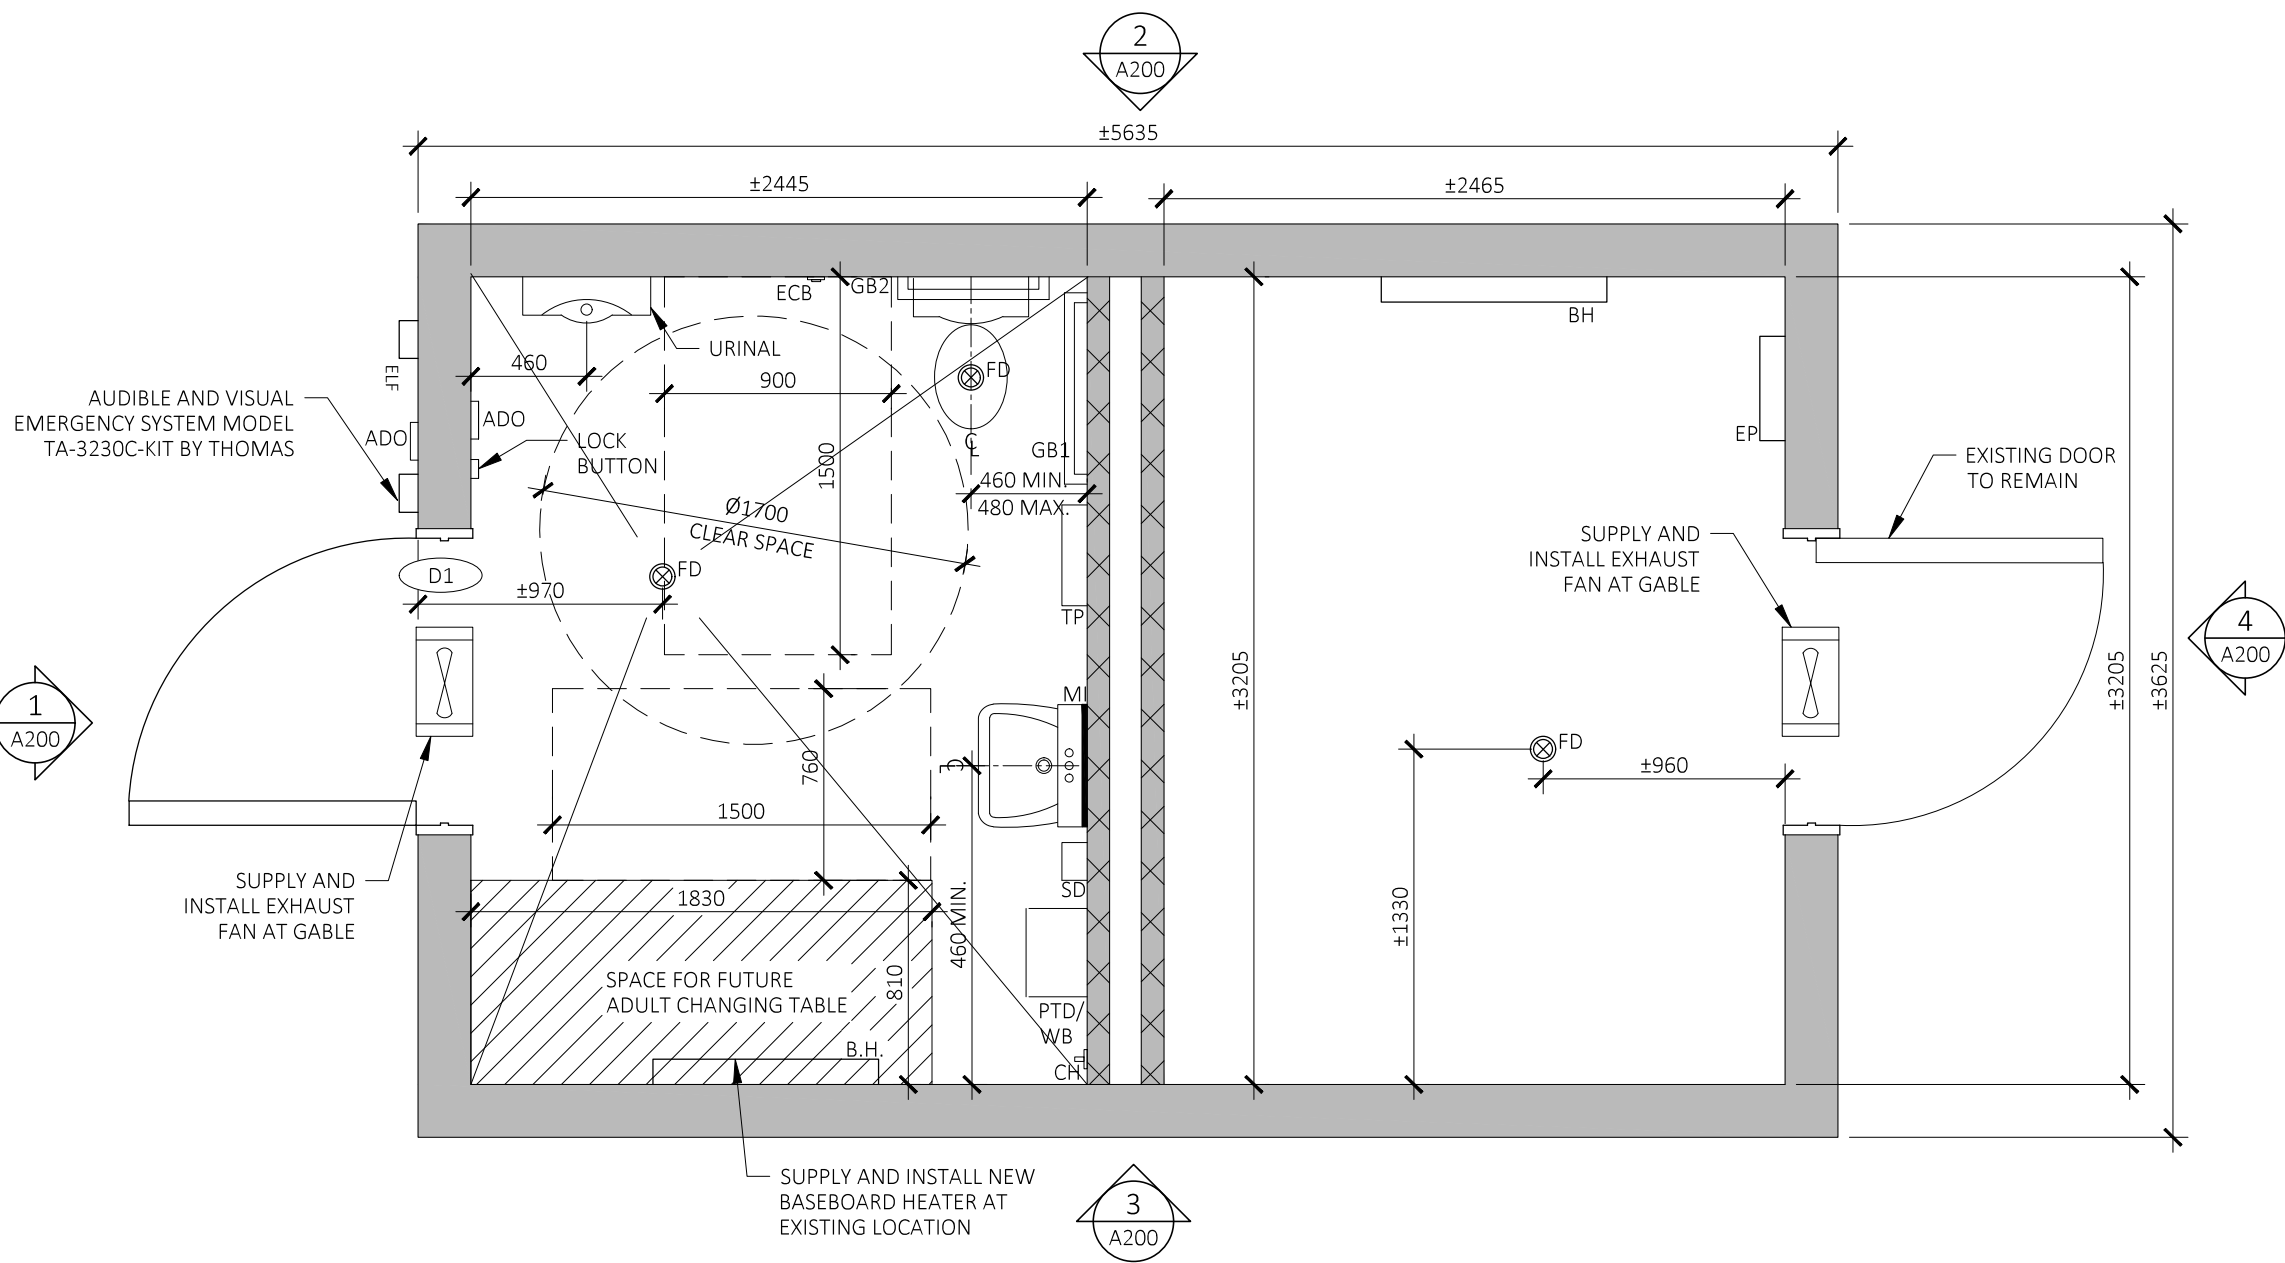 2
A200
±5635
±2445
±2465
ECB
GB2
BH
URINAL
460
ELF
900
FD
AUDIBLE AND VISUAL
EMERGENCY SYSTEM MODEL
TA-3230C-KIT BY THOMAS
ADO
ADO
LOCK
BUTTON
1500
℄
GB1
EP
EXISTING DOOR
TO REMAIN
460 MIN.
480 MAX.
Ø1700
CLEAR SPACE
SUPPLY AND
INSTALL EXHAUST
FAN AT GABLE
D1
FD
±970
TP
4
A200
±3205
±3205
±3625
1
A200
MI
FD
760
℄
±960
1500
SUPPLY AND
INSTALL EXHAUST
FAN AT GABLE
SD
1830
460 MIN.
±1330
810
SPACE FOR FUTURE
ADULT CHANGING TABLE
PTD/
WB
B.H.
CH
SUPPLY AND INSTALL NEW
BASEBOARD HEATER AT
EXISTING LOCATION
3
A200